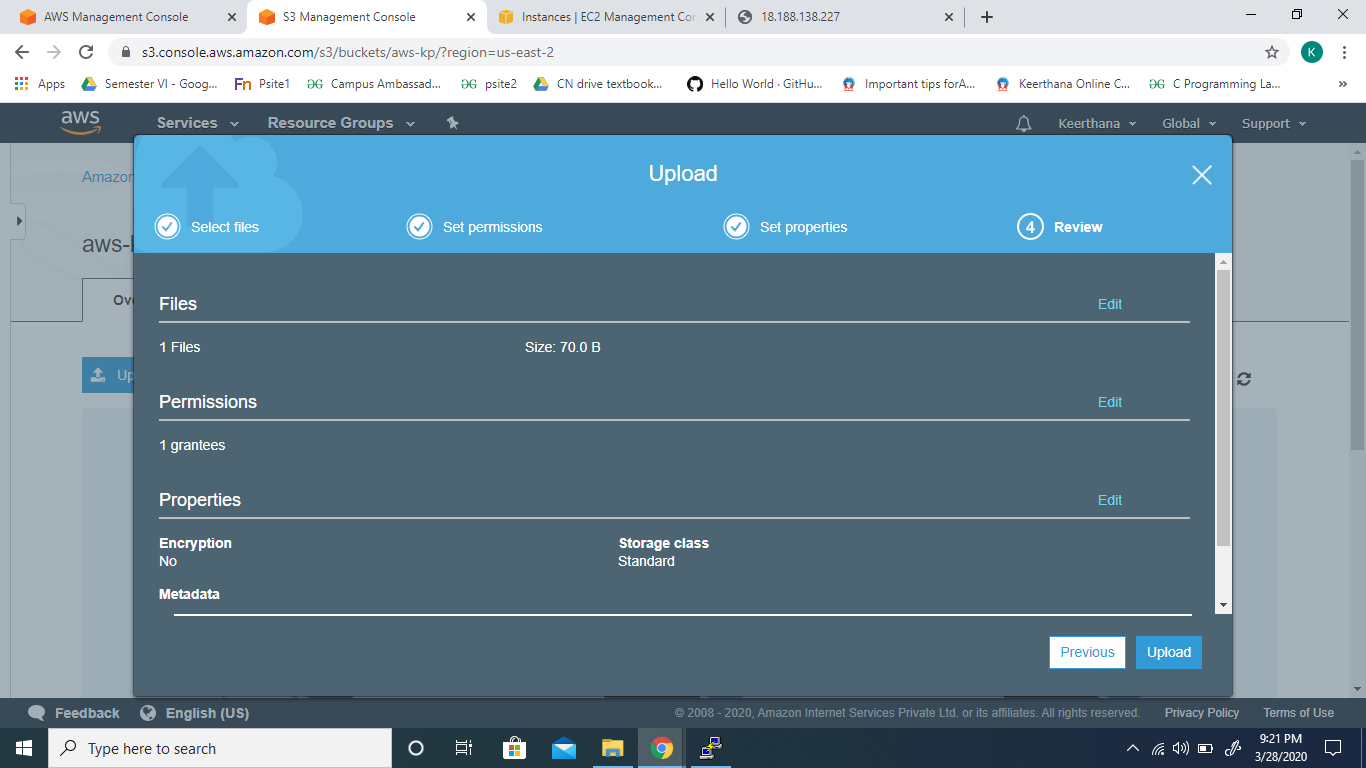 AWS Management Console
S3 Management Console
Instances | EC2 Management Con
18.188.138.227
s3.console.aws.amazon.com/s3/buckets/aws-kp/?region=us-east-2
K
Apps Semester VI - Goog... Fn Psite1 Campus Ambassad... psite2 CN drive textbook... Hello World · GitHu... Important tips forA... Keerthana Online C... C Programming La... »
aws Services Resource Groups Keerthana Global Support
Amazon
Upload
Select files Set permissions Set properties 4 Review
aws-k
Ove
Up
Files Edit
1 Files Size: 70.0 B
Permissions Edit
1 grantees
Properties Edit
Encryption Storage class
No Standard
Metadata
Previous Upload
Feedback English (US) © 2008 - 2020, Amazon Internet Services Private Ltd. or its affiliates. All rights reserved. Privacy Policy Terms of Use
Type here to search
9:21 PM
3/28/2020